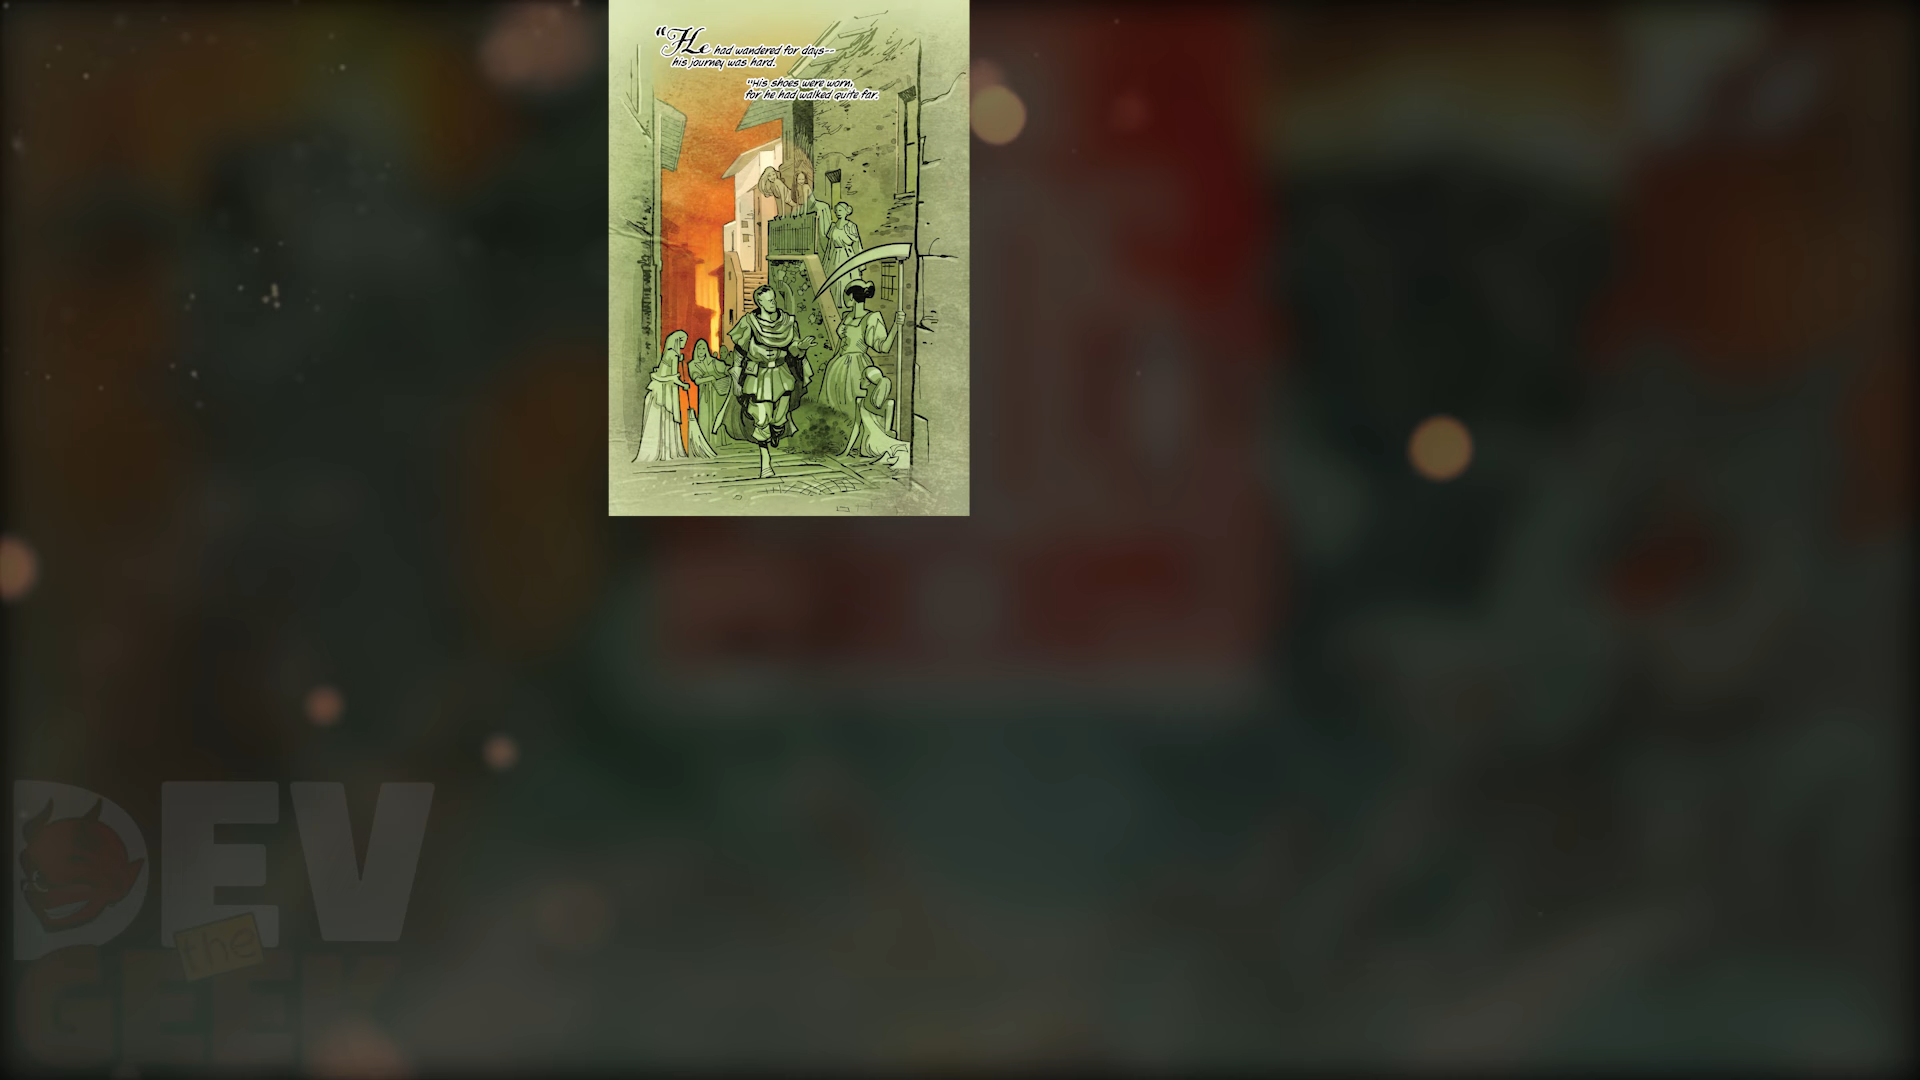 “He had wandered for days--
his journey was hard.
“His shoes were worn,
for he had walked quite far.
DEV
the
GEEK